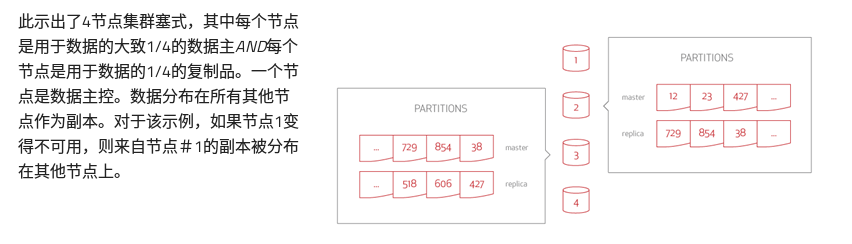 此示出了4节点集群塞式，其中每个节点
是用于数据的大致1/4的数据主AND每个
节点是用于数据的1/4的复制品。一个节
点是数据主控。数据分布在所有其他节
点作为副本。对于该示例，如果节点1变
得不可用，则来自节点＃1的副本被分布
在其他节点上。
PARTITIONS
... 729 854 38 master
... 518 606 427 replica
1
2
3
4
PARTITIONS
master 12 23 427 ...
replica 729 854 38 ...